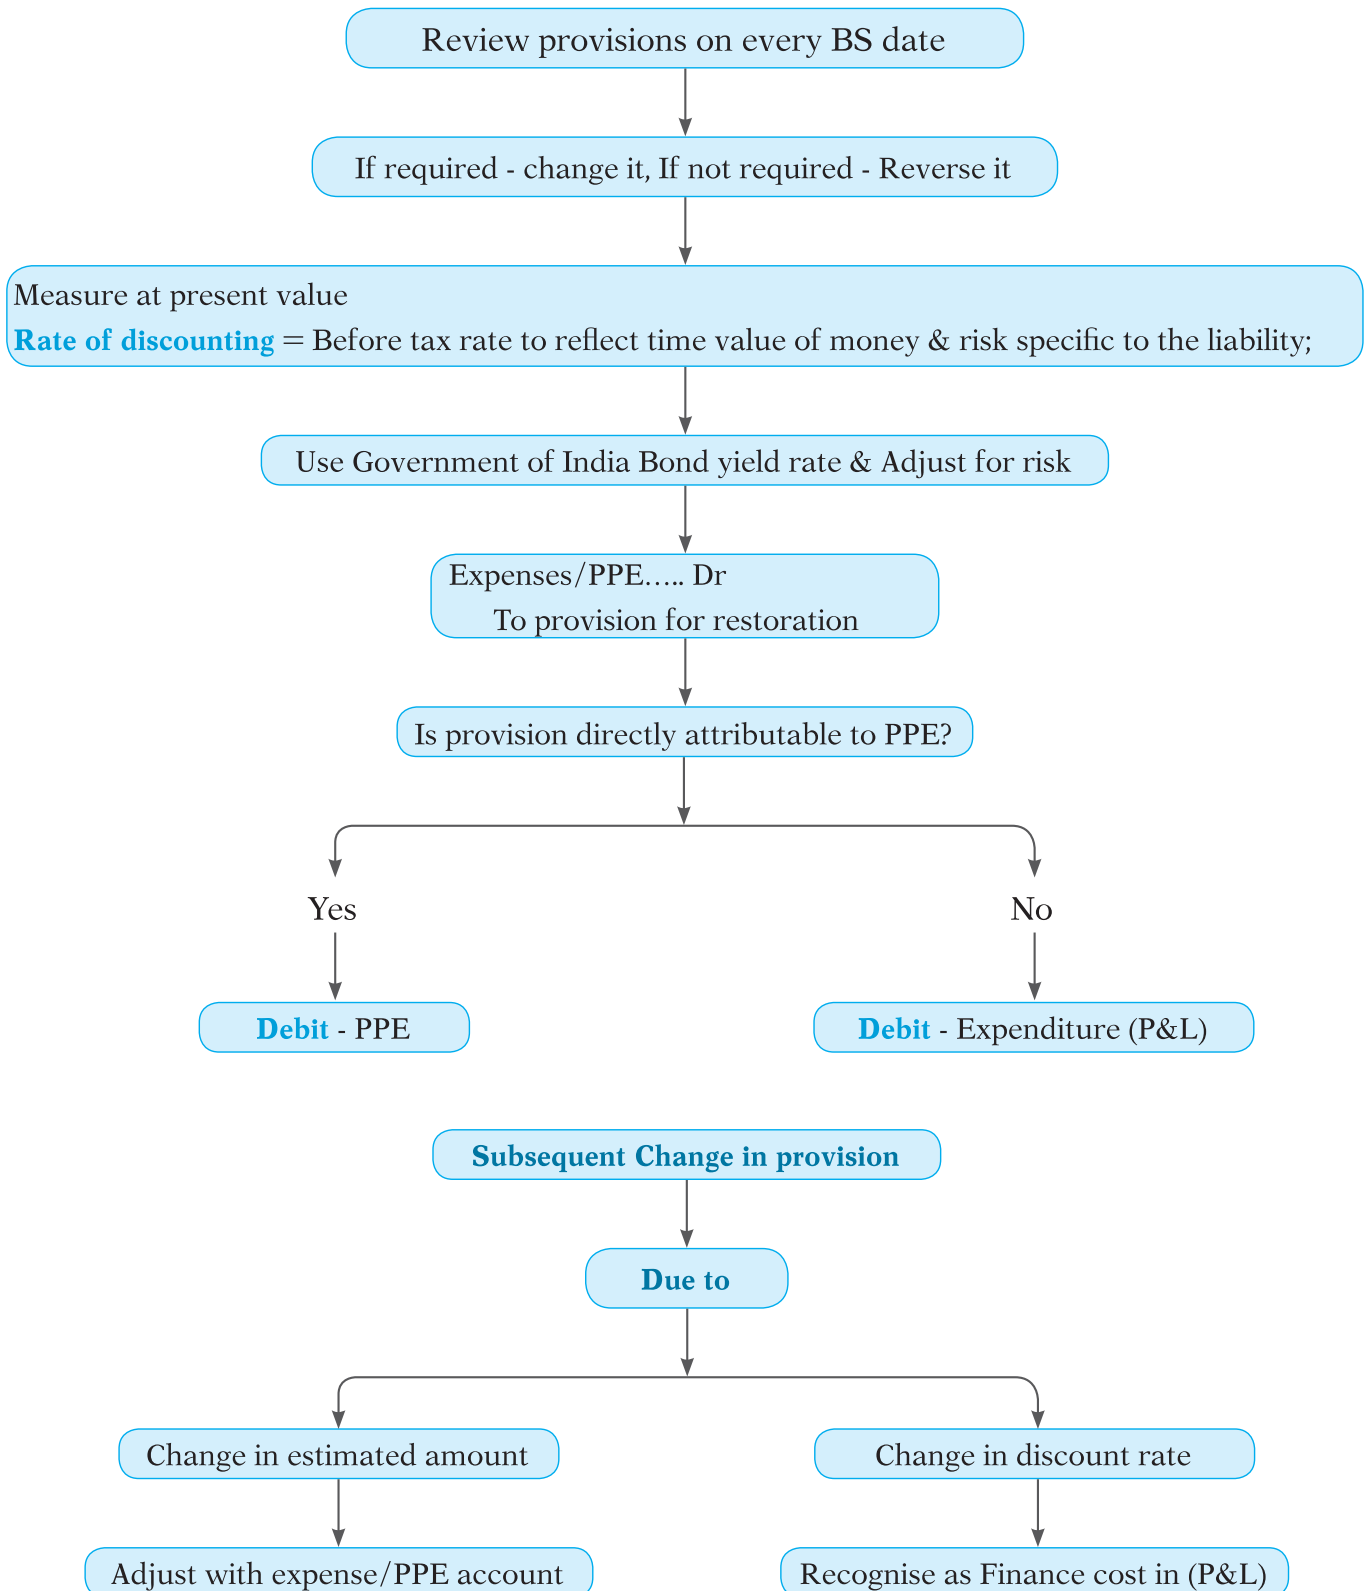 Review provisions on every BS date
If required - change it, If not required - Reverse it
Measure at present value
Rate of discounting = Before tax rate to reflect time value of money & risk specific to the liability;
Use Government of India Bond yield rate & Adjust for risk
Expenses/PPE..... Dr
To provision for restoration
Is provision directly attributable to PPE?
Yes
No
Debit - PPE
Debit - Expenditure (P&L)
Subsequent Change in provision
Due to
Change in estimated amount
Change in discount rate
Adjust with expense/PPE account
Recognise as Finance cost in (P&L)